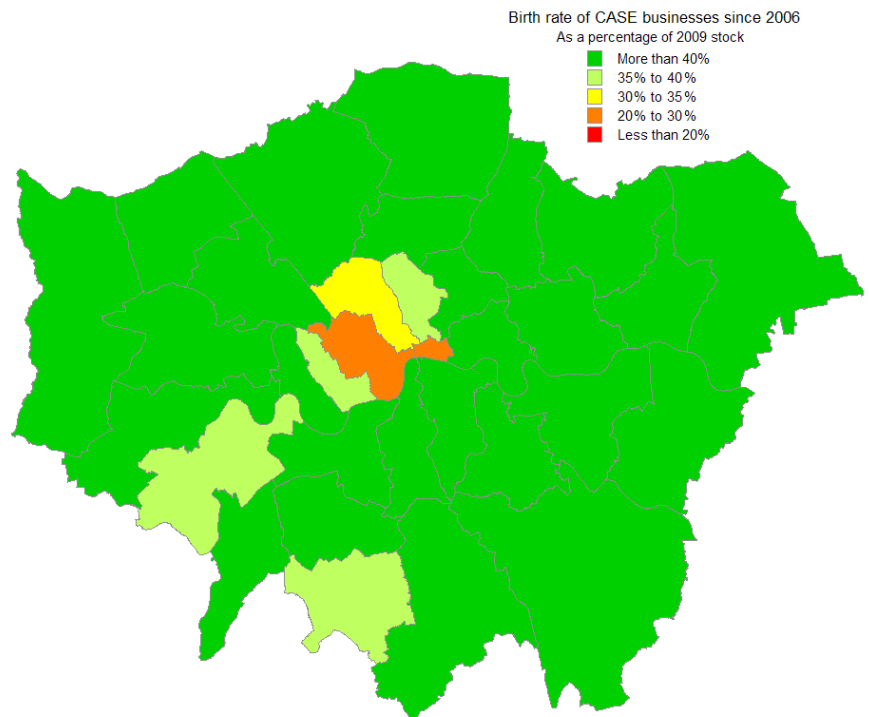 Birth rate of CASE businesses since 2006
As a percentage of 2009 stock
More than 40%
35% to 40%
30% to 35%
20% to 30%
Less than 20%